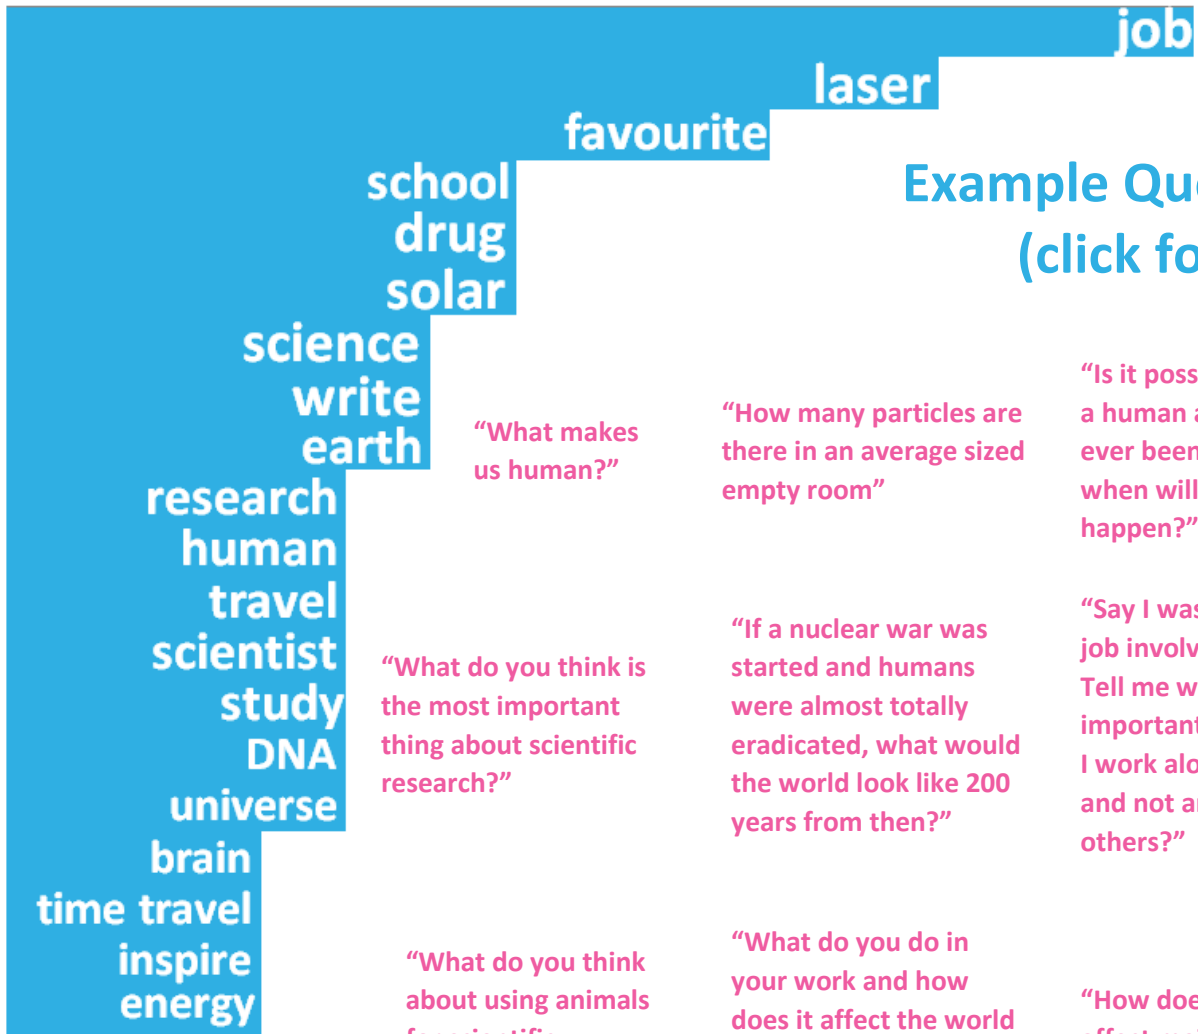 job
laser
favourite
school
drug
solar
science
write
earth
research
human
travel
scientist
study
DNA
universe
brain
time travel
inspire
energy
Example Qu
(click fo
“What makes
us human?”
“How many particles are
there in an average sized
empty room”
“Is it poss
a human a
ever been
when will
happen?”
“What do you think is
the most important
thing about scientific
research?”
“If a nuclear war was
started and humans
were almost totally
eradicated, what would
the world look like 200
years from then?”
“Say I was
job involv
Tell me w
important
I work alo
and not a
others?”
“What do you think
about using animals
for scientific
“What do you do in
your work and how
does it affect the world
“How doe